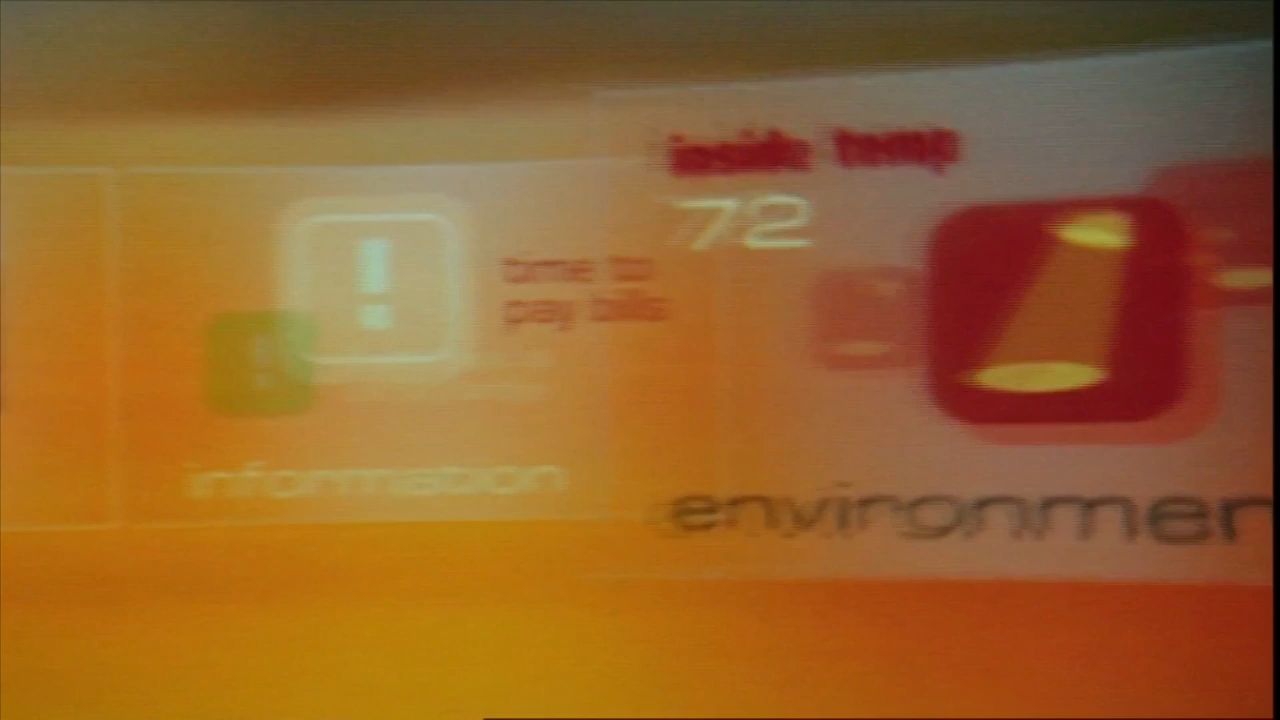 inside temp
72
!
time to
pay bills
information
environmen